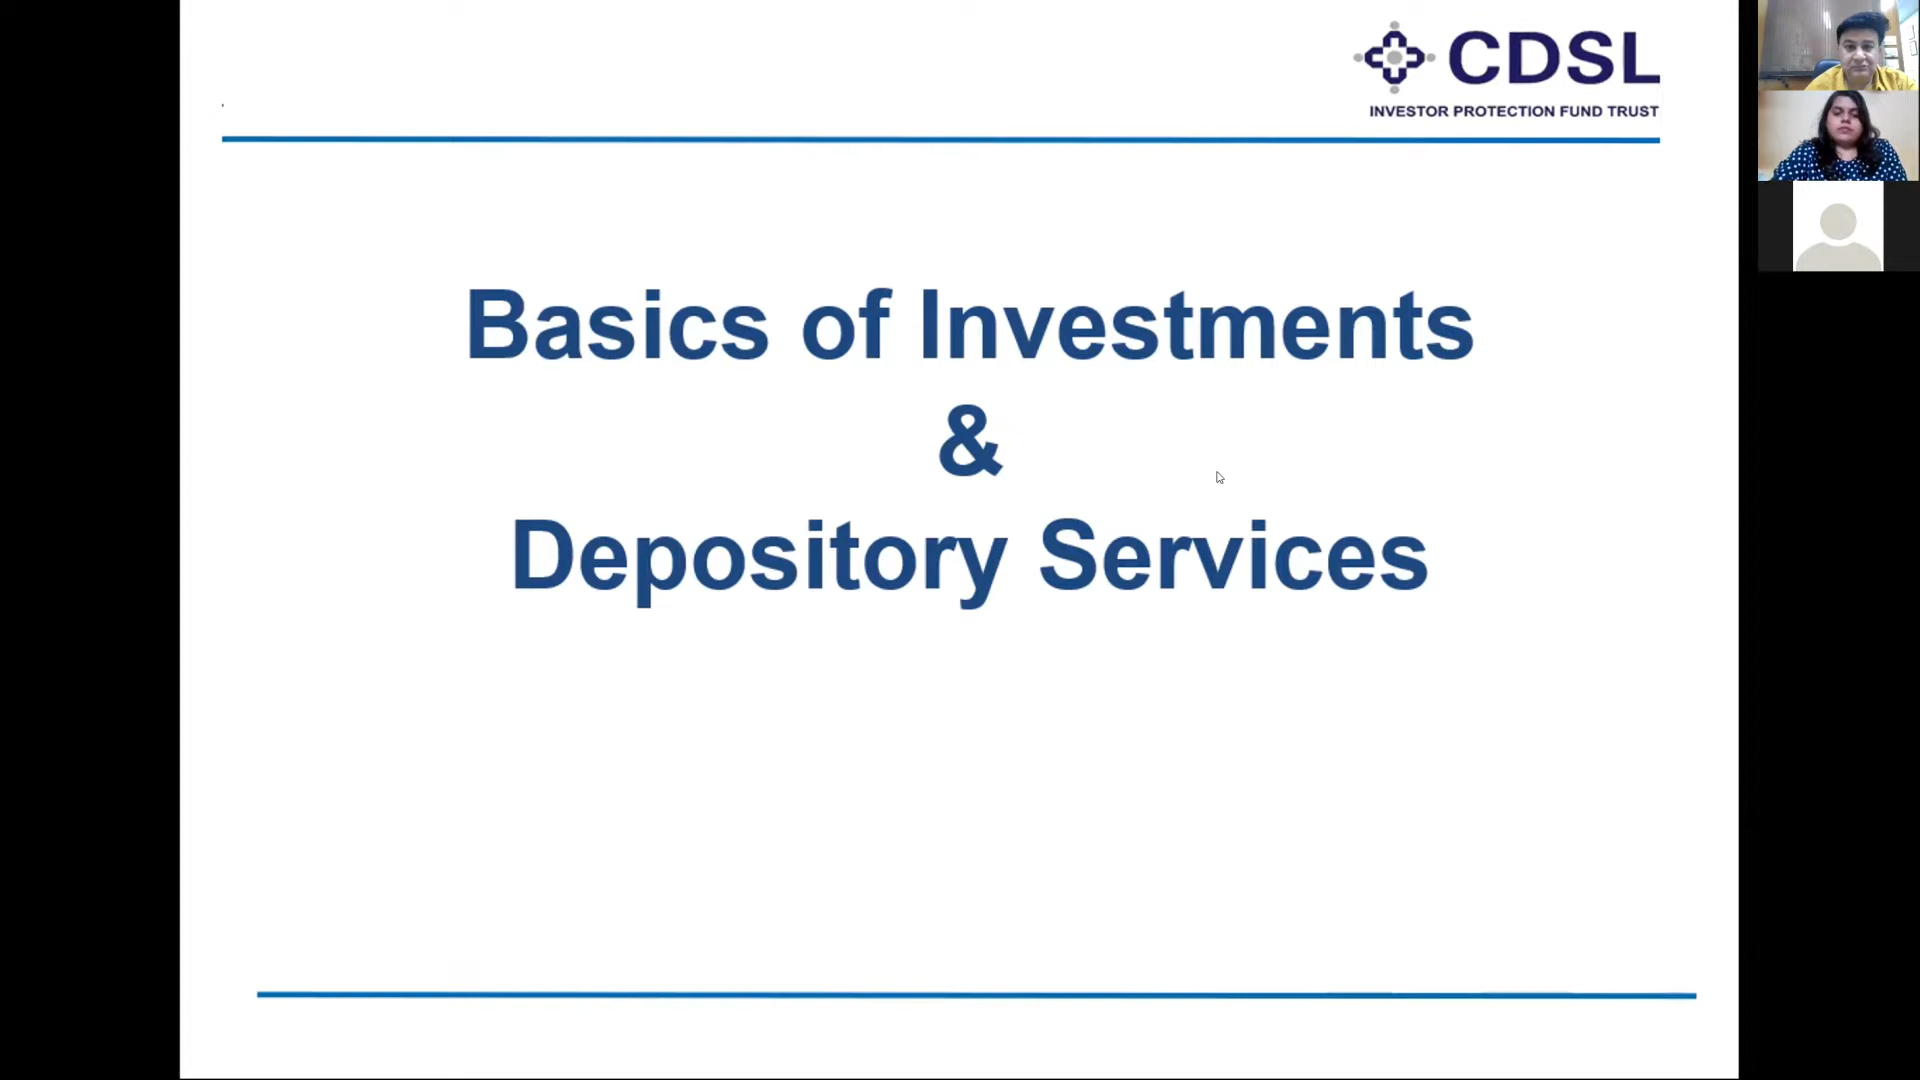 CDSL
INVESTOR PROTECTION FUND TRUST
Basics of Investments
&
Depository Services